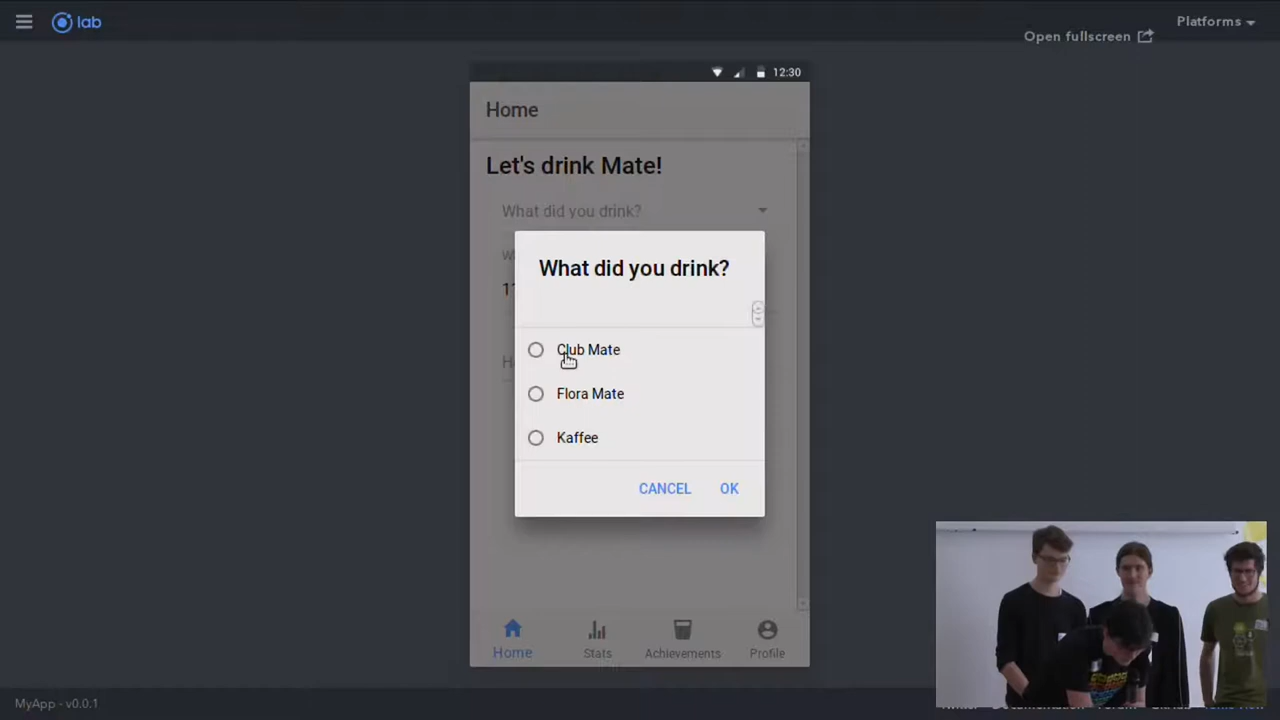 lab
Platforms
Open fullscreen
12:30
Home
Let's drink Mate!
What did you drink?
What did you drink?
Club Mate
Flora Mate
Kaffee
CANCEL
OK
Home
Stats
Achievements
Profile
MyApp - v0.0.1